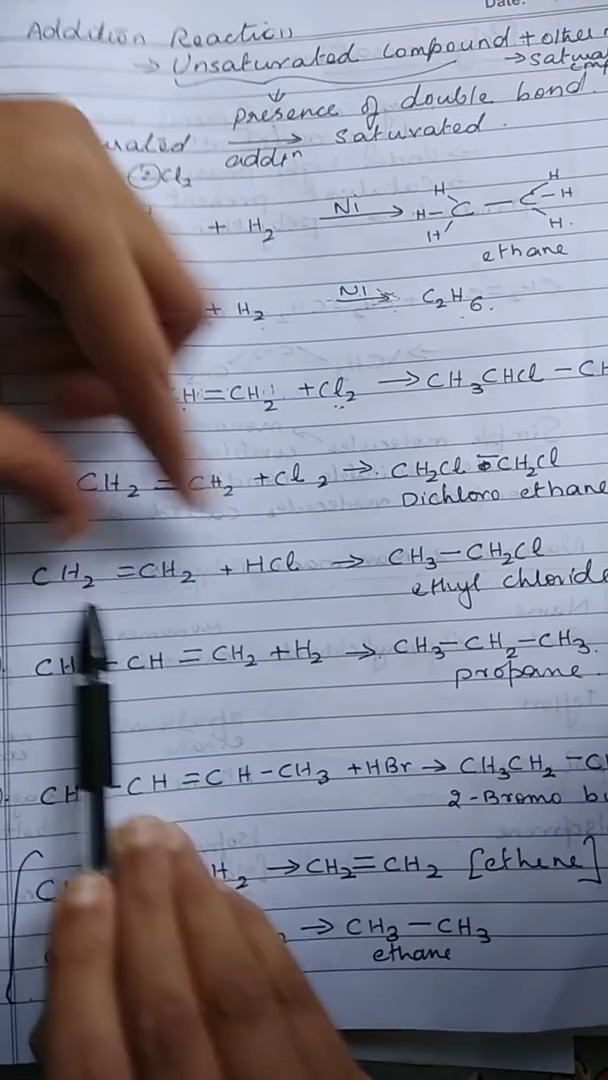 Date:
Addition Reaction
→ Unsaturated compound + other
→ satura
presence of double bond.
addn saturated.
② Cl2
+ H2 Ni → H H H C - C H H H.
ethane
+ H2 Ni → C2H6.
H=CH2 + Cl2 → CH3CHCl - CH
CH2 = CH2 + Cl2 → CH2Cl CH2Cl
Dichloro ethane
CH2 = CH2 + HCl → CH3-CH2Cl
ethyl chloride
CH - CH = CH2 + H2 → CH3-CH2-CH3.
propane.
CH - CH = CH-CH3 + HBr → CH3CH2 -C
2-Bromo b
H2 → CH2=CH2 [ethene]
→ CH3-CH3
ethane